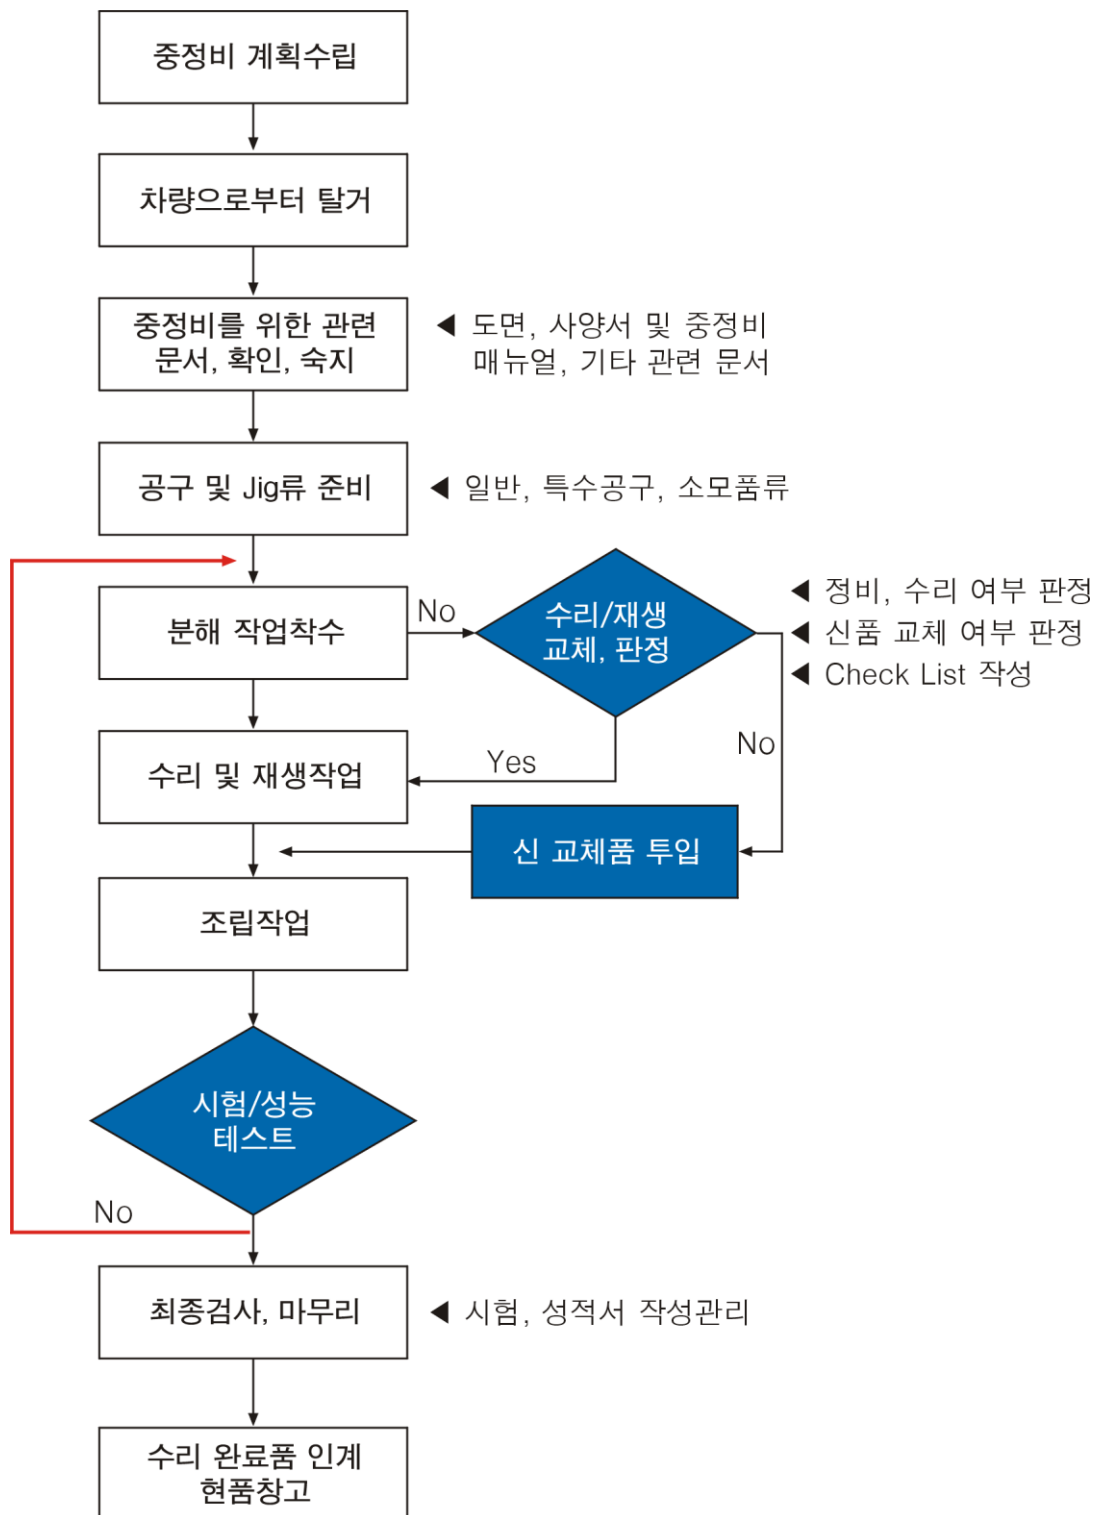 중정비 계획수립
차량으로부터 탈거
중정비를 위한 관련
문서, 확인, 숙지
◀ 도면, 사양서 및 중정비
매뉴얼, 기타 관련 문서
공구 및 Jig류 준비
◀ 일반, 특수공구, 소모품류
분해 작업착수
No
수리/재생
교체, 판정
◀ 정비, 수리 여부 판정
◀ 신품 교체 여부 판정
◀ Check List 작성
No
Yes
수리 및 재생작업
신 교체품 투입
조립작업
시험/성능
테스트
No
최종검사, 마무리
◀ 시험, 성적서 작성관리
수리 완료품 인계
현품창고